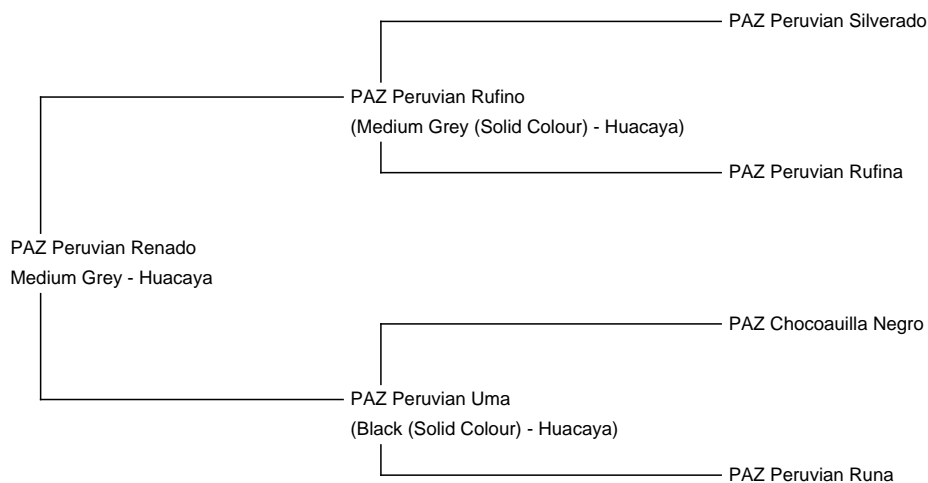 PAZ Peruvian Silverado
PAZ Peruvian Rufino
(Medium Grey (Solid Colour) - Huacaya)
PAZ Peruvian Rufina
PAZ Peruvian Renado
Medium Grey - Huacaya
PAZ Chocoauilla Negro
PAZ Peruvian Uma
(Black (Solid Colour) - Huacaya)
PAZ Peruvian Runa